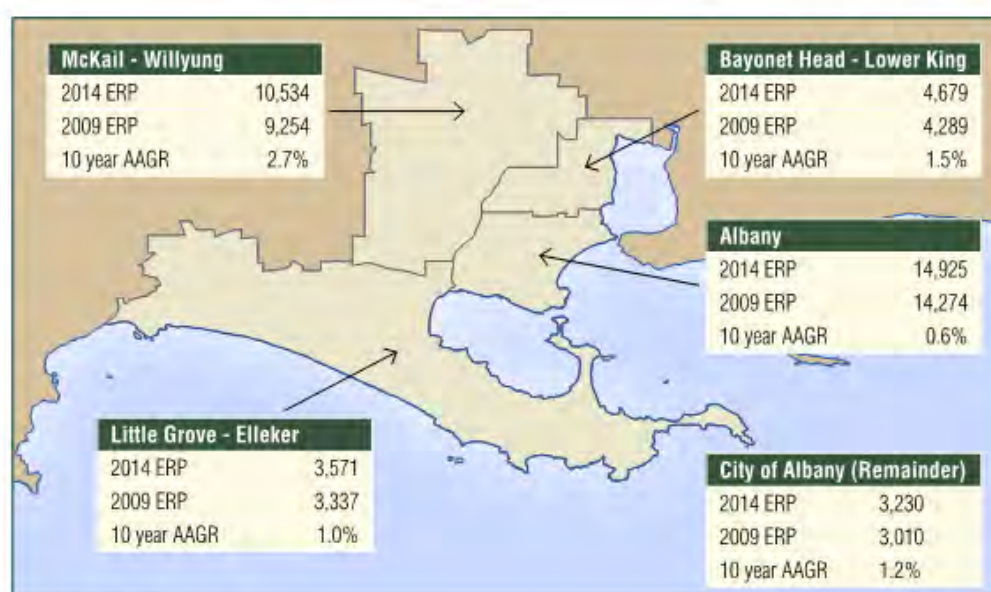 McKail - Willyung
2014 ERP 10,534
2009 ERP 9,254
10 year AAGR 2.7%
Bayonet Head - Lower King
2014 ERP 4,679
2009 ERP 4,289
10 year AAGR 1.5%
Albany
2014 ERP 14,925
2009 ERP 14,274
10 year AAGR 0.6%
Little Grove - Elleker
2014 ERP 3,571
2009 ERP 3,337
10 year AAGR 1.0%
City of Albany (Remainder)
2014 ERP 3,230
2009 ERP 3,010
10 year AAGR 1.2%